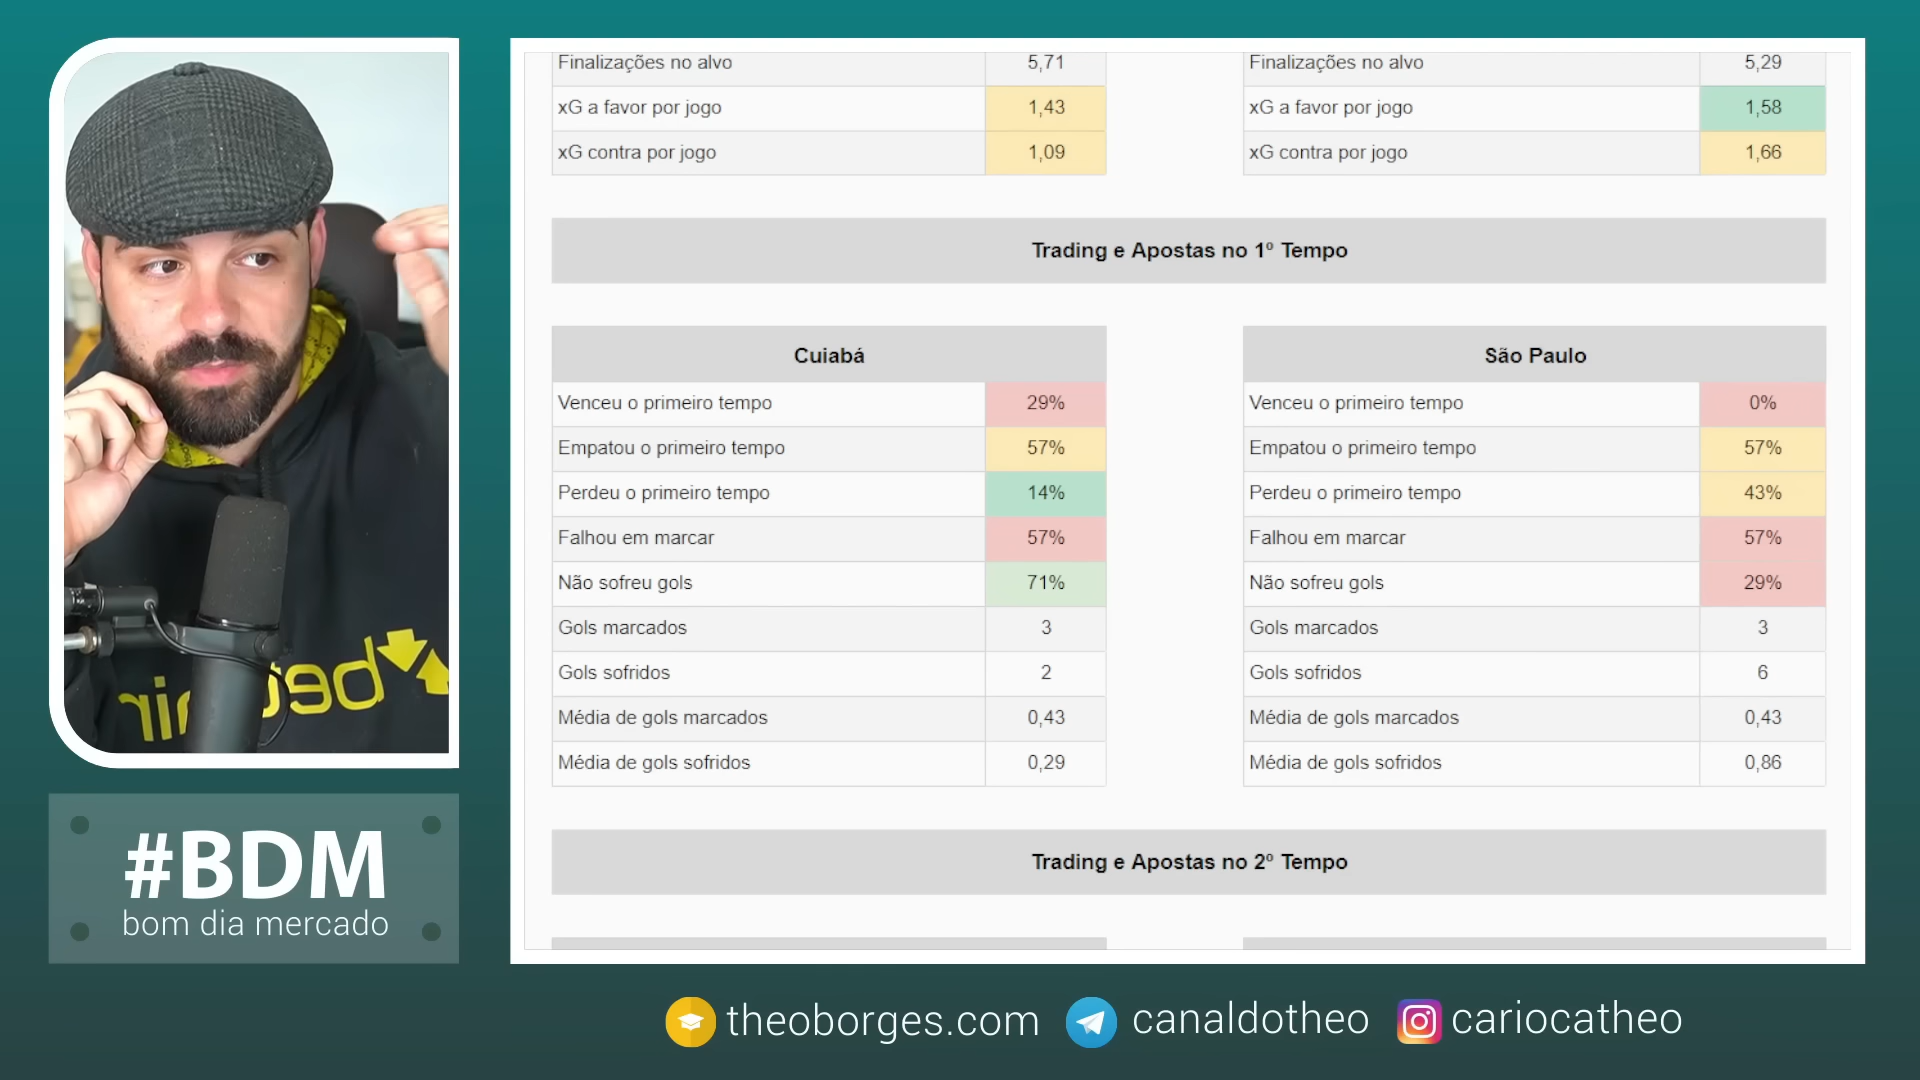 Finalizações no alvo 5,71
xG a favor por jogo 1,43
xG contra por jogo 1,09
Finalizações no alvo 5,29
xG a favor por jogo 1,58
xG contra por jogo 1,66
Trading e Apostas no 1º Tempo
Cuiabá
Venceu o primeiro tempo 29%
Empatou o primeiro tempo 57%
Perdeu o primeiro tempo 14%
Falhou em marcar 57%
Não sofreu gols 71%
Gols marcados 3
Gols sofridos 2
Média de gols marcados 0,43
Média de gols sofridos 0,29
São Paulo
Venceu o primeiro tempo 0%
Empatou o primeiro tempo 57%
Perdeu o primeiro tempo 43%
Falhou em marcar 57%
Não sofreu gols 29%
Gols marcados 3
Gols sofridos 6
Média de gols marcados 0,43
Média de gols sofridos 0,86
Trading e Apostas no 2º Tempo
#BDM
bom dia mercado
theoborges.com
canaldotheo
cariocatheo